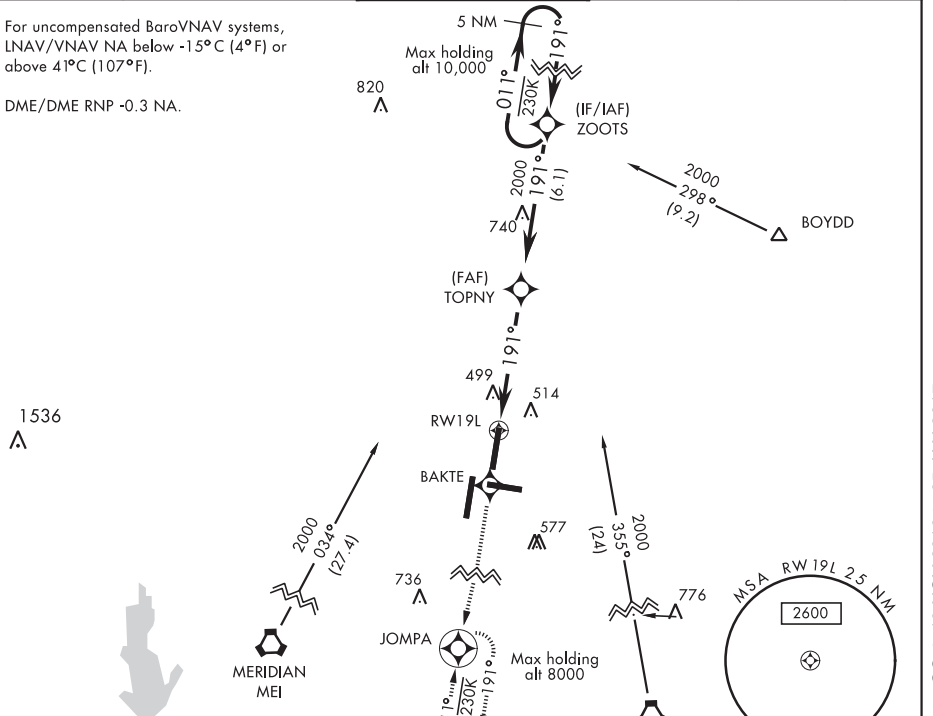 For uncompensated BaroVNAV systems,
LNAV/VNAV NA below -15°C (4°F) or
above 41°C (107°F).
DME/DME RNP -0.3 NA.
5 NM
Max holding
alt 10,000
011°
230K
191°
820
(IF/IAF)
ZOOTS
2000
191°
(6.1)
2000
298°
(9.2)
BOYDD
740
(FAF)
TOPNY
191°
499
514
RW19L
1536
BAKTE
2000
034°
(27.4)
2000
355°
(24)
577
736
776
MSA RW 19L 25 NM
2600
JOMPA
Max holding
alt 8000
230K
191°
MERIDIAN
MEI